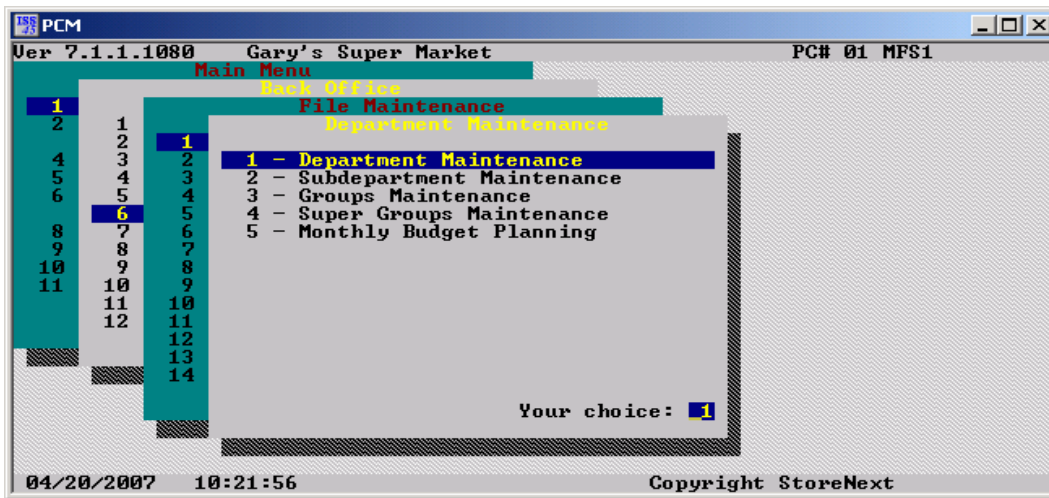 ISS 45 PCM
Ver 7.1.1.1080 Gary's Super Market PC# 01 MFS1
Main Menu
Back Office
1 File Maintenance
2 1 Department Maintenance
2 1
4 3 2 1 - Department Maintenance
5 4 3 2 - Subdepartment Maintenance
6 5 4 3 - Groups Maintenance
6 5 4 - Super Groups Maintenance
8 7 6 5 - Monthly Budget Planning
9 8 7
10 9 8
11 10 9
11 10
12 11
12
13
14
Your choice: 1
04/20/2007 10:21:56 Copyright StoreNext